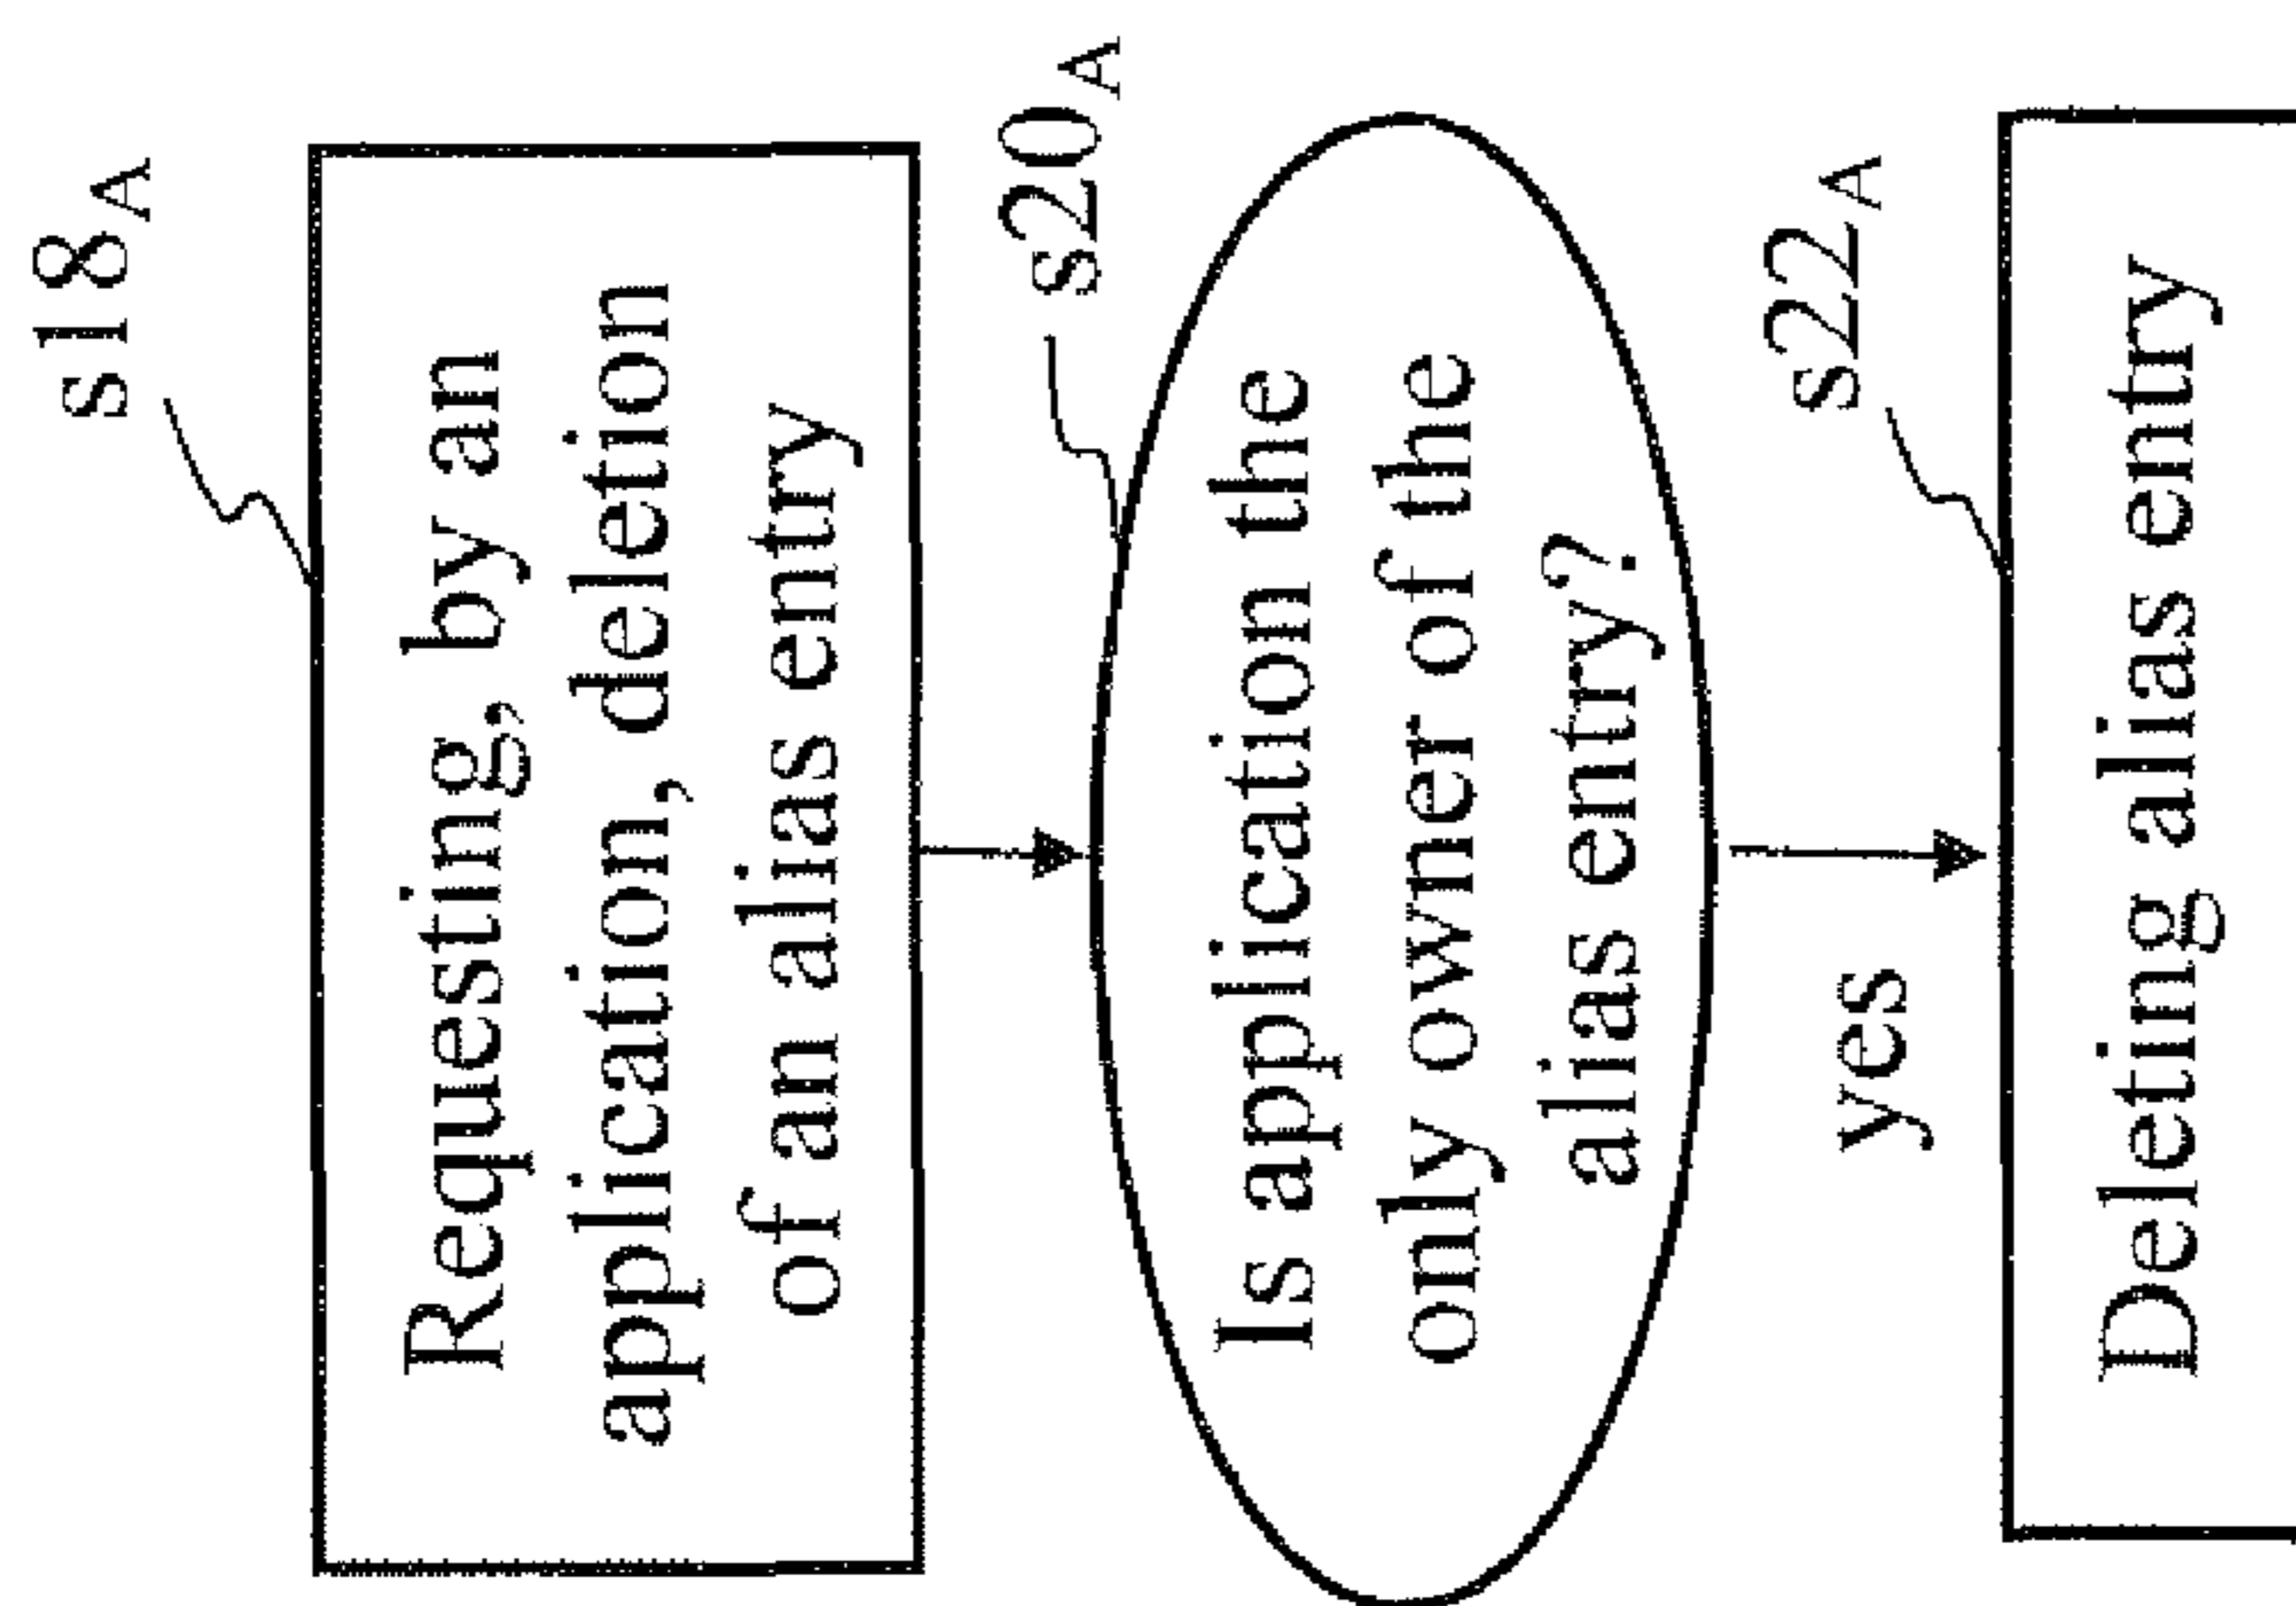 s18A
Requesting, by an
application, deletion
of an alias entry
s20A
Is application the
only owner of the
alias entry?
yes
s22A
Deleting alias entry